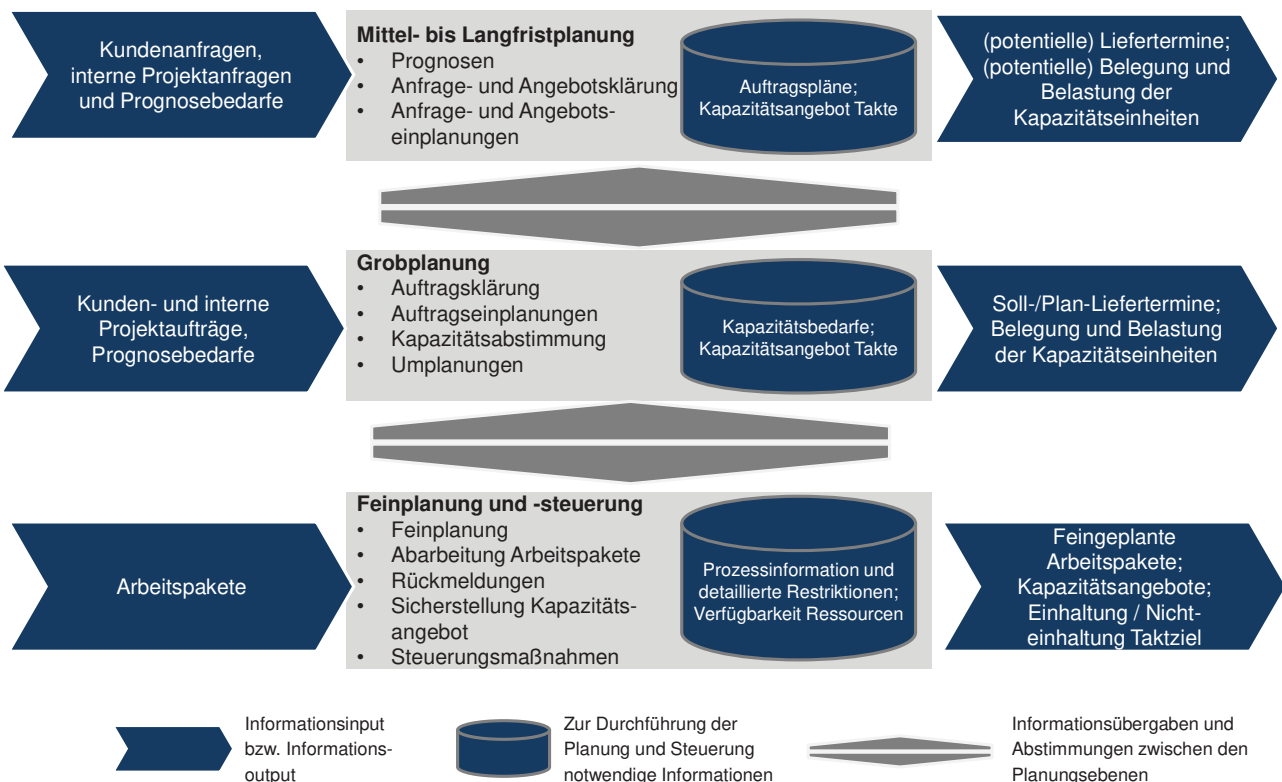 Kundenanfragen,
interne Projektanfragen
und Prognosebedarfe
Mittel- bis Langfristplanung
• Prognosen
• Anfrage- und Angebotsklärung
• Anfrage- und Angebots-
einplanungen
Auftragspläne;
Kapazitätsangebot Takte
(potentielle) Liefertermine;
(potentielle) Belegung und
Belastung der
Kapazitätseinheiten
Kunden- und interne
Projektaufträge,
Prognosebedarfe
Grobplanung
• Auftragsklärung
• Auftragseinplanungen
• Kapazitätsabstimmung
• Umplanungen
Kapazitätsbedarfe;
Kapazitätsangebot Takte
Soll-/Plan-Liefertermine;
Belegung und Belastung
der Kapazitätseinheiten
Arbeitspakete
Feinplanung und -steuerung
• Feinplanung
• Abarbeitung Arbeitspakete
• Rückmeldungen
• Sicherstellung Kapazitäts-
angebot
• Steuerungsmaßnahmen
Prozessinformation und
detaillierte Restriktionen;
Verfügbarkeit Ressourcen
Feingeplante
Arbeitspakete;
Kapazitätsangebote;
Einhaltung / Nicht-
einhaltung Taktziel
Informationsinput
bzw. Informations-
output
Zur Durchführung der
Planung und Steuerung
notwendige Informationen
Informationsübergaben und
Abstimmungen zwischen den
Planungsebenen